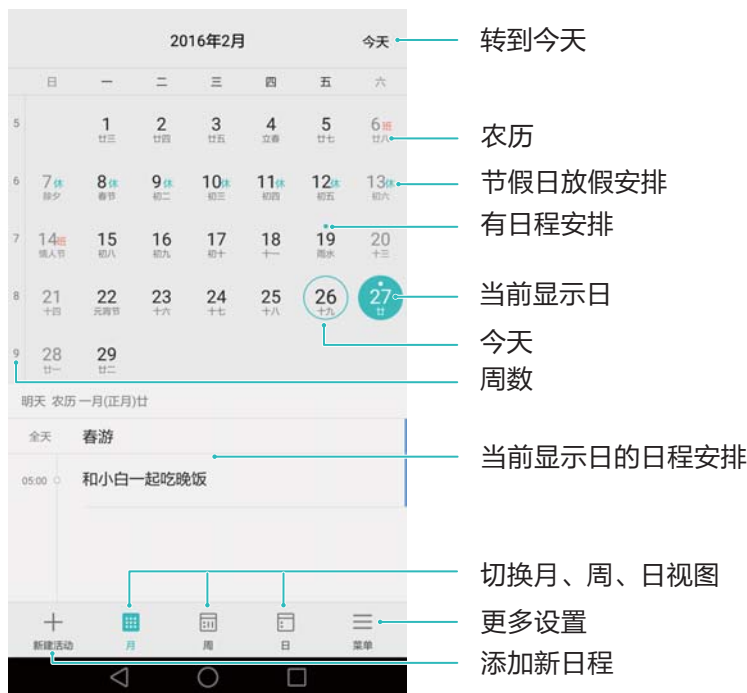 2016年2月 今天 转到今天
日 一 二 三 四 五 六
5 1 2 3 4 5 6班
廿三 廿四 廿五 立春 廿七 廿八 农历
6 7休 8休 9休 10休 11休 12休 13休 节假日放假安排
除夕 春节 初二 初三 初四 初五 初六
有日程安排
7 14班 15 16 17 18 19 20
情人节 初八 初九 初十 十一 雨水 十三
8 21 22 23 24 25 26 27 当前显示日
十四 元宵节 十六 十七 十八 十九 廿
今天
9 28 29 周数
廿一 廿二
明天 农历 一月(正月)廿
全天 春游
当前显示日的日程安排
05:00 和小白一起吃晚饭
切换月、周、日视图
更多设置
新建活动 月 周 日 菜单
添加新日程